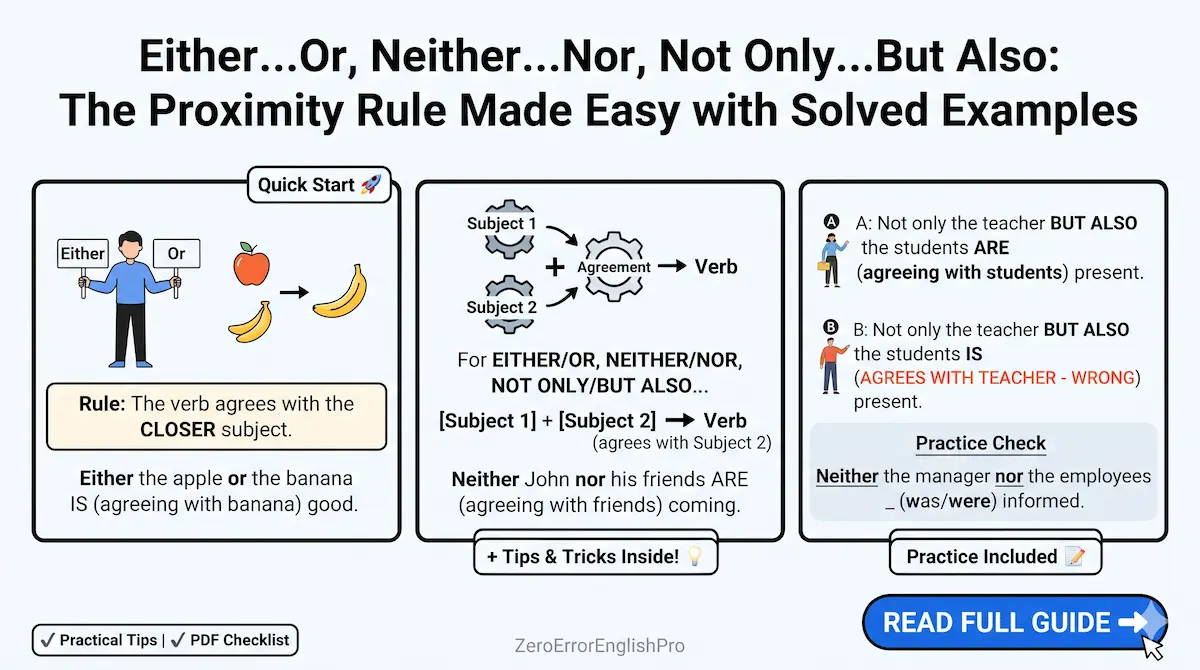 Either...Or, Neither...Nor, Not Only...But Also:
The Proximity Rule Made Easy with Solved Examples
Quick Start 🚀
Either
Or
Rule: The verb agrees with the
CLOSER subject.
Either the apple or the banana
IS (agreeing with banana) good.
Subject 1
+
Agreement
Verb
Subject 2
For EITHER/OR, NEITHER/NOR,
NOT ONLY/BUT ALSO...
[Subject 1] + [Subject 2] → Verb
(agrees with Subject 2)
Neither John nor his friends ARE
(agreeing with friends) coming.
+ Tips & Tricks Inside! 💡
A
A: Not only the teacher BUT ALSO
the students ARE
(agreeing with students) present.
B
B: Not only the teacher BUT ALSO
the students IS
(AGREES WITH TEACHER - WRONG)
present.
Practice Check
Neither the manager nor the employees
_ (was/were) informed.
Practice Included 📝
✓ Practical Tips | ✓ PDF Checklist
ZeroErrorEnglishPro
READ FULL GUIDE →